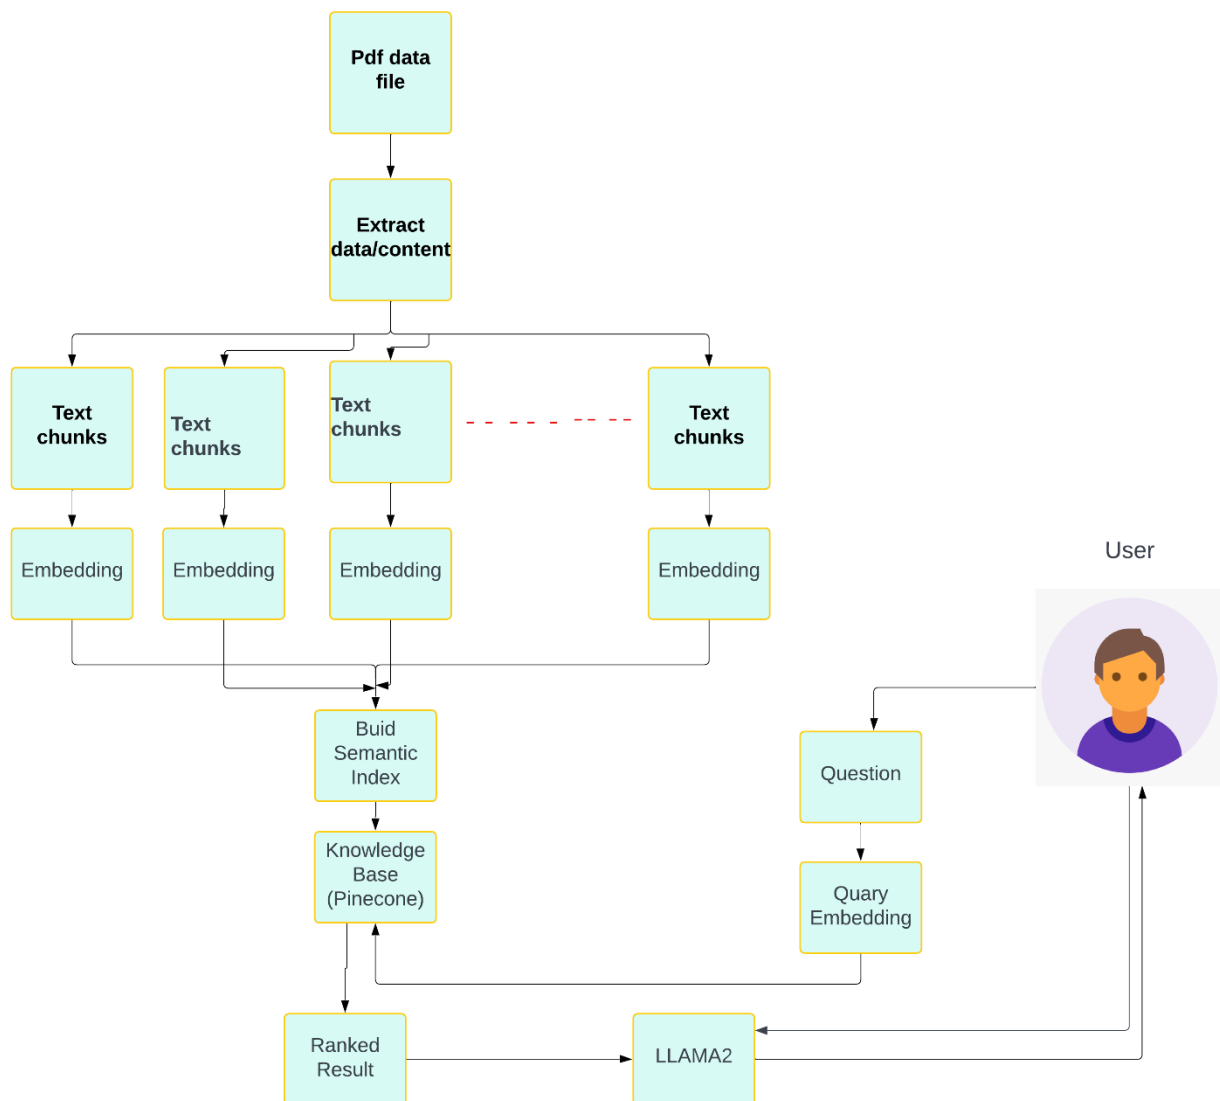 Pdf data
file
Extract
data/content
Text
chunks
Text
chunks
Text
chunks
Text
chunks
Embedding
Embedding
Embedding
Embedding
User
Buid
Semantic
Index
Question
Knowledge
Base
(Pinecone)
Quary
Embedding
Ranked
Result
LLAMA2